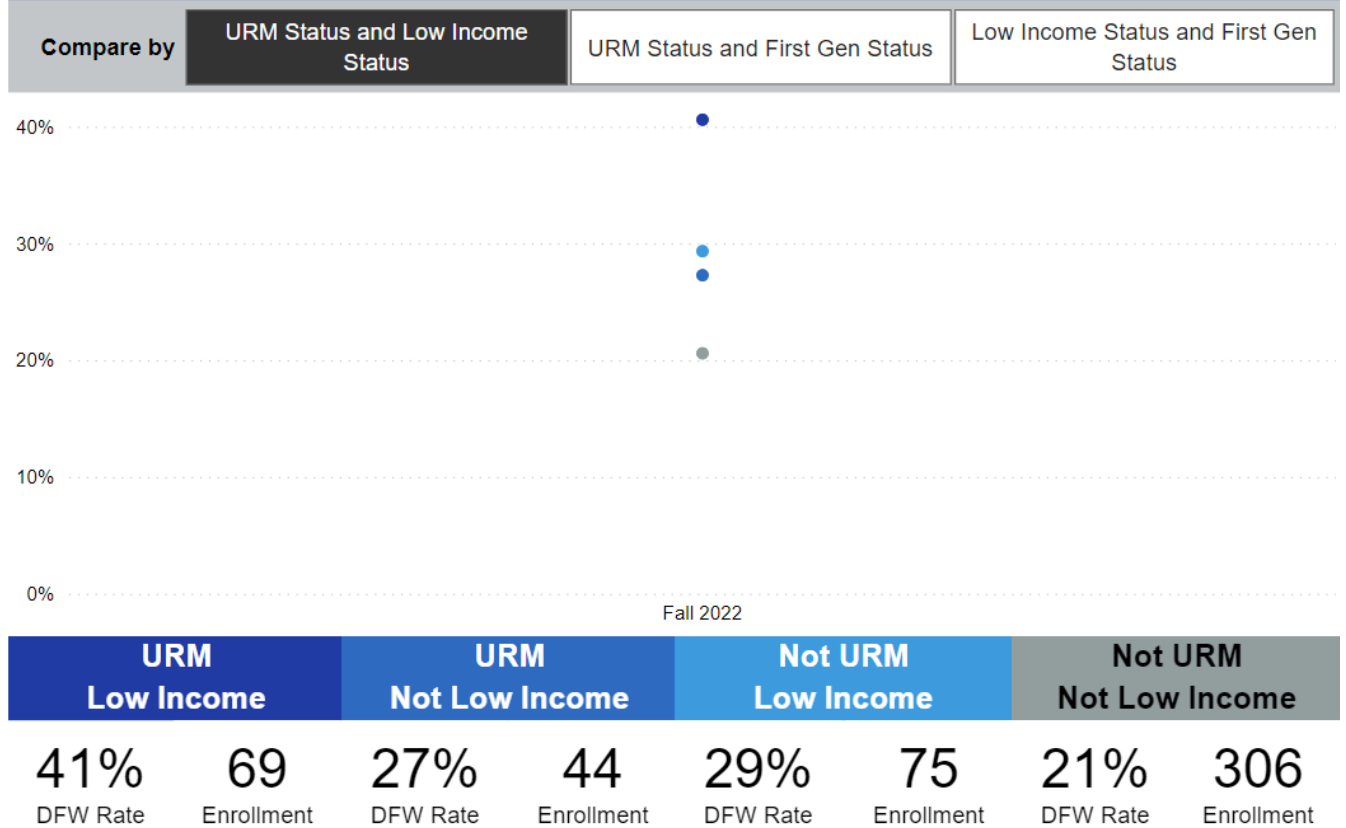 Compare by
URM Status and Low Income
Status
URM Status and First Gen Status
Low Income Status and First Gen
Status
40%
30%
20%
10%
0%
Fall 2022
URM
Low Income
URM
Not Low Income
Not URM
Low Income
Not URM
Not Low Income
41%
DFW Rate
69
Enrollment
27%
DFW Rate
44
Enrollment
29%
DFW Rate
75
Enrollment
21%
DFW Rate
306
Enrollment